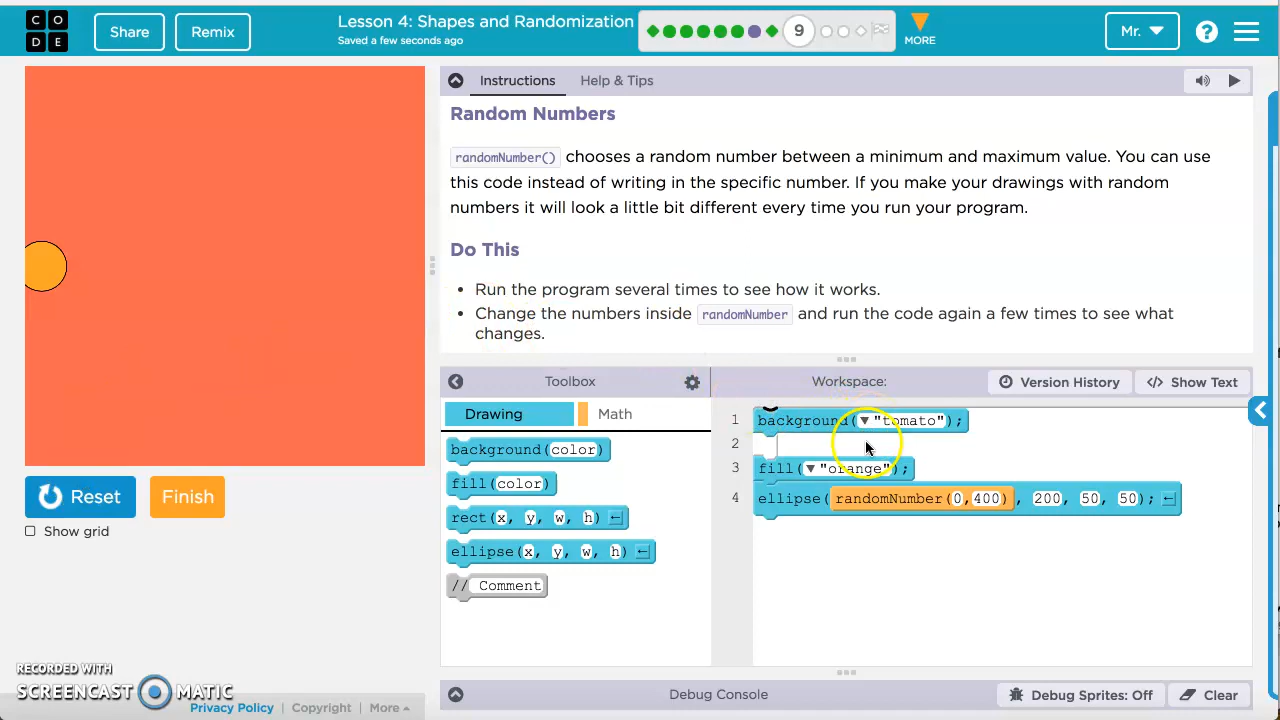 C O
D E
Share
Remix
Lesson 4: Shapes and Randomization
Saved a few seconds ago
9
MORE
Mr.
?
Instructions
Help & Tips
Random Numbers
randomNumber() chooses a random number between a minimum and maximum value. You can use
this code instead of writing in the specific number. If you make your drawings with random
numbers it will look a little bit different every time you run your program.
Do This
• Run the program several times to see how it works.
• Change the numbers inside randomNumber and run the code again a few times to see what
changes.
Toolbox
Workspace:
Version History
</> Show Text
Drawing
Math
background(color)
fill(color)
rect(x, y, w, h)
ellipse(x, y, w, h)
// Comment
1 background("tomato");
2
3 fill("orange");
4 ellipse(randomNumber(0,400), 200, 50, 50);
Reset
Finish
Show grid
RECORDED WITH
SCREENCAST MATIC
Privacy Policy | Copyright | More
Debug Console
Debug Sprites: Off
Clear